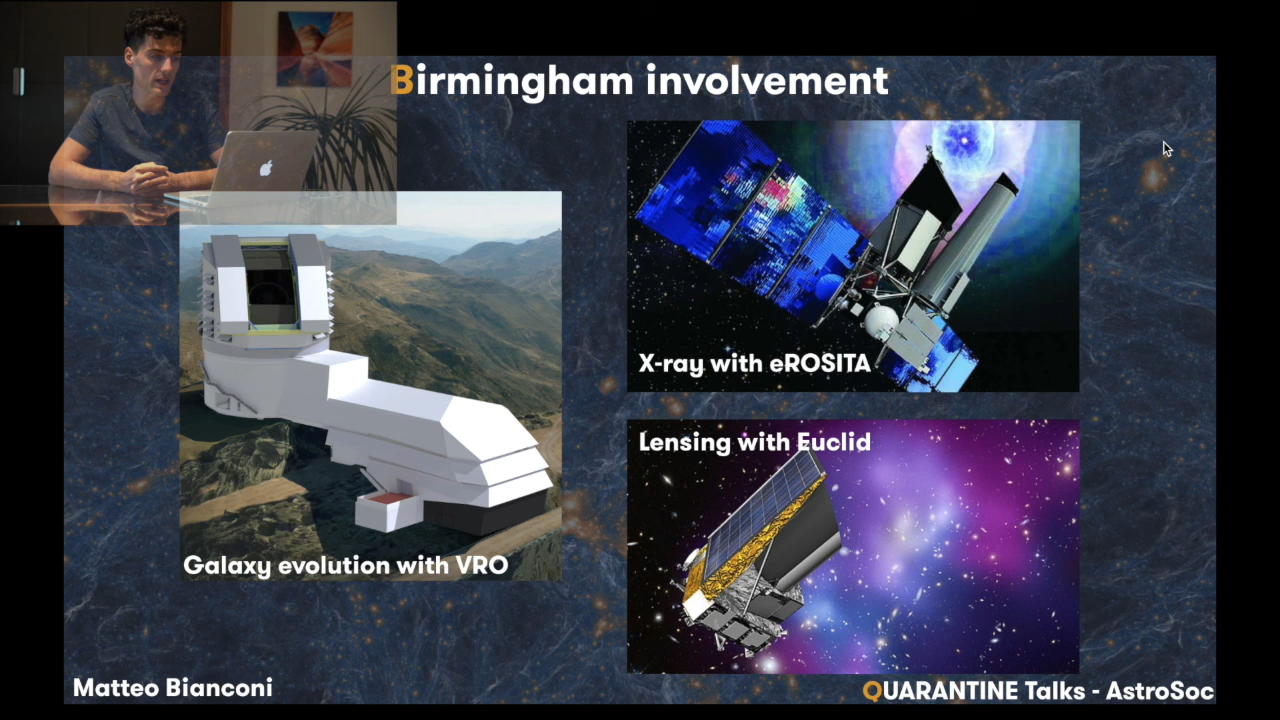 Birmingham involvement
X-ray with eROSITA
Lensing with Euclid
Galaxy evolution with VRO
Matteo Bianconi
QUARANTINE Talks - AstroSoc